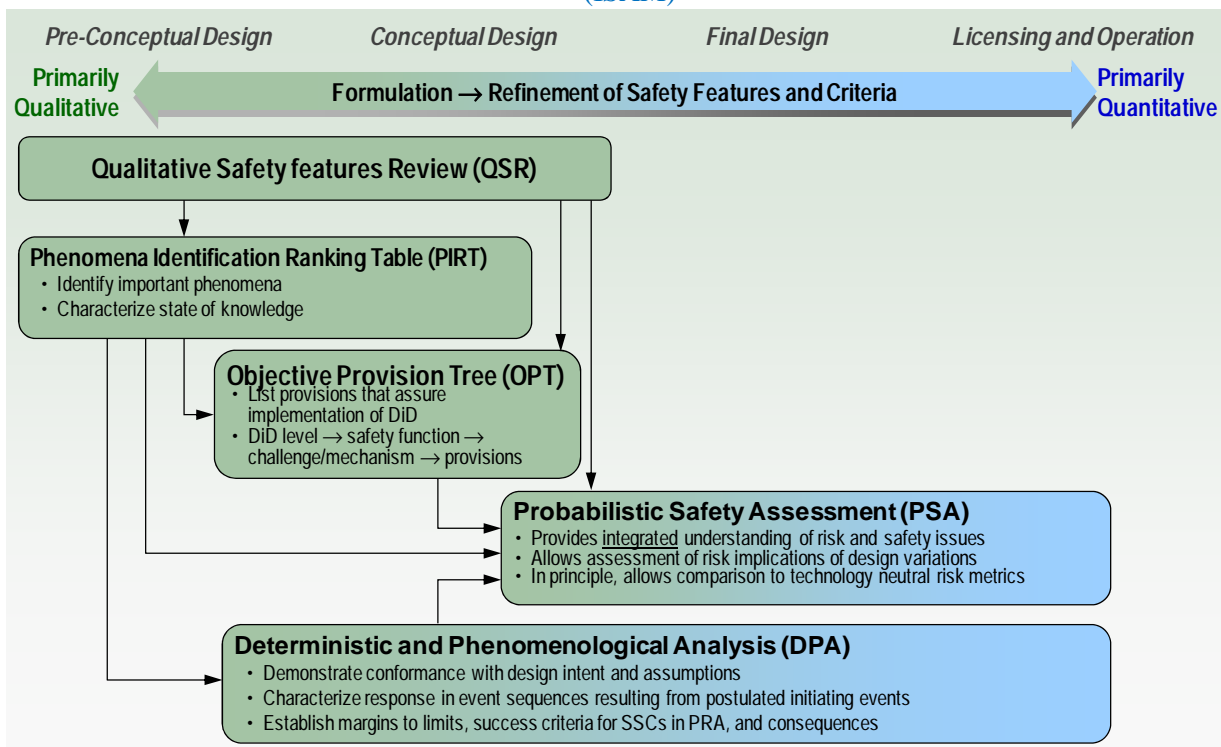 (ISAM)
Pre-Conceptual Design Conceptual Design Final Design Licensing and Operation
Primarily
Qualitative
Formulation → Refinement of Safety Features and Criteria
Primarily
Quantitative
Qualitative Safety features Review (QSR)
Phenomena Identification Ranking Table (PIRT)
• Identify important phenomena
• Characterize state of knowledge
Objective Provision Tree (OPT)
• List provisions that assure
implementation of DiD
• DiD level → safety function →
challenge/mechanism → provisions
Probabilistic Safety Assessment (PSA)
• Provides integrated understanding of risk and safety issues
• Allows assessment of risk implications of design variations
• In principle, allows comparison to technology neutral risk metrics
Deterministic and Phenomenological Analysis (DPA)
• Demonstrate conformance with design intent and assumptions
• Characterize response in event sequences resulting from postulated initiating events
• Establish margins to limits, success criteria for SSCs in PRA, and consequences